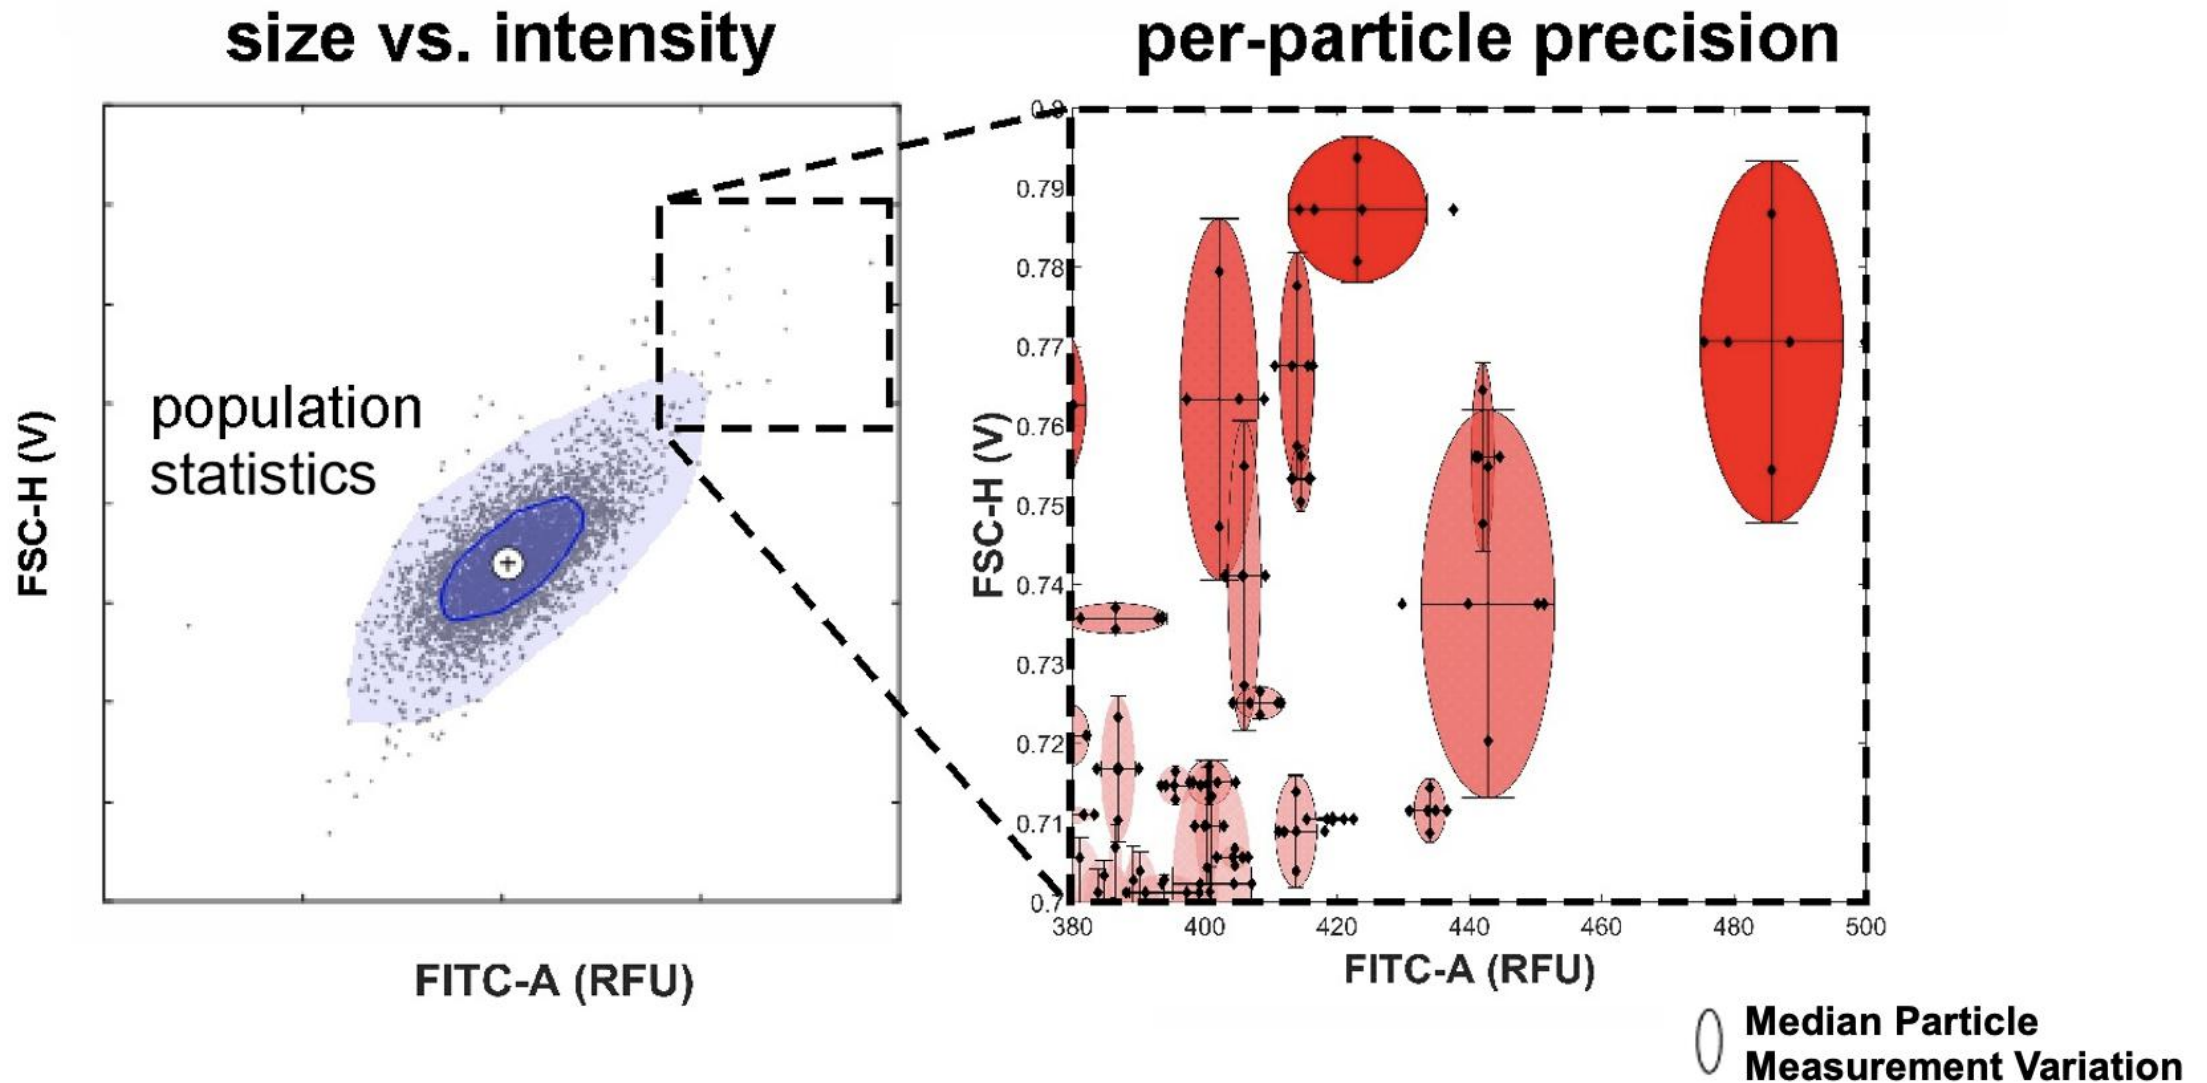 size vs. intensity
per-particle precision
population
statistics
FSC-H (V)
FITC-A (RFU)
0.9
0.79
0.78
0.77
0.76
0.75
0.74
0.73
0.72
0.71
0.7
FSC-H (V)
380 400 420 440 460 480 500
FITC-A (RFU)
Median Particle
Measurement Variation